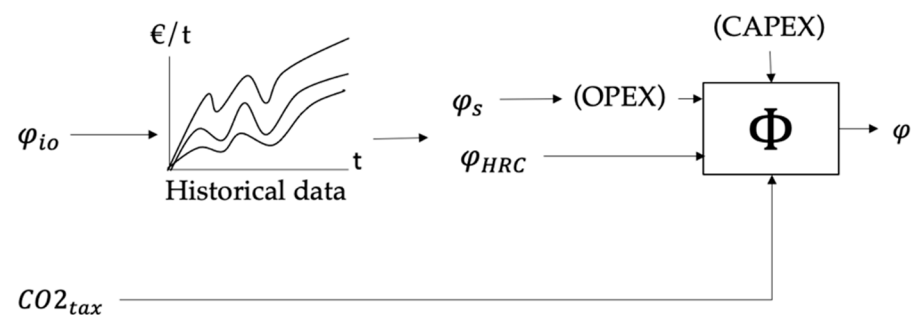 (CAPEX)
€/t
φ_s (OPEX)
Φ
φ_io
φ
φ_HRC
t
Historical data
CO2_tax